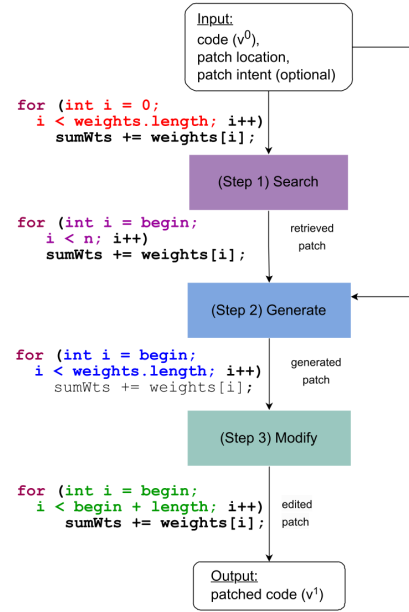 Input:
code (v⁰),
patch location,
patch intent (optional)
for (int i = 0;
i < weights.length; i++)
sumWts += weights[i];
(Step 1) Search
for (int i = begin;
i < n; i++)
sumWts += weights[i];
retrieved
patch
(Step 2) Generate
for (int i = begin;
i < weights.length; i++)
sumWts += weights[i];
generated
patch
(Step 3) Modify
for (int i = begin;
i < begin + length; i++)
sumWts += weights[i];
edited
patch
Output:
patched code (v¹)